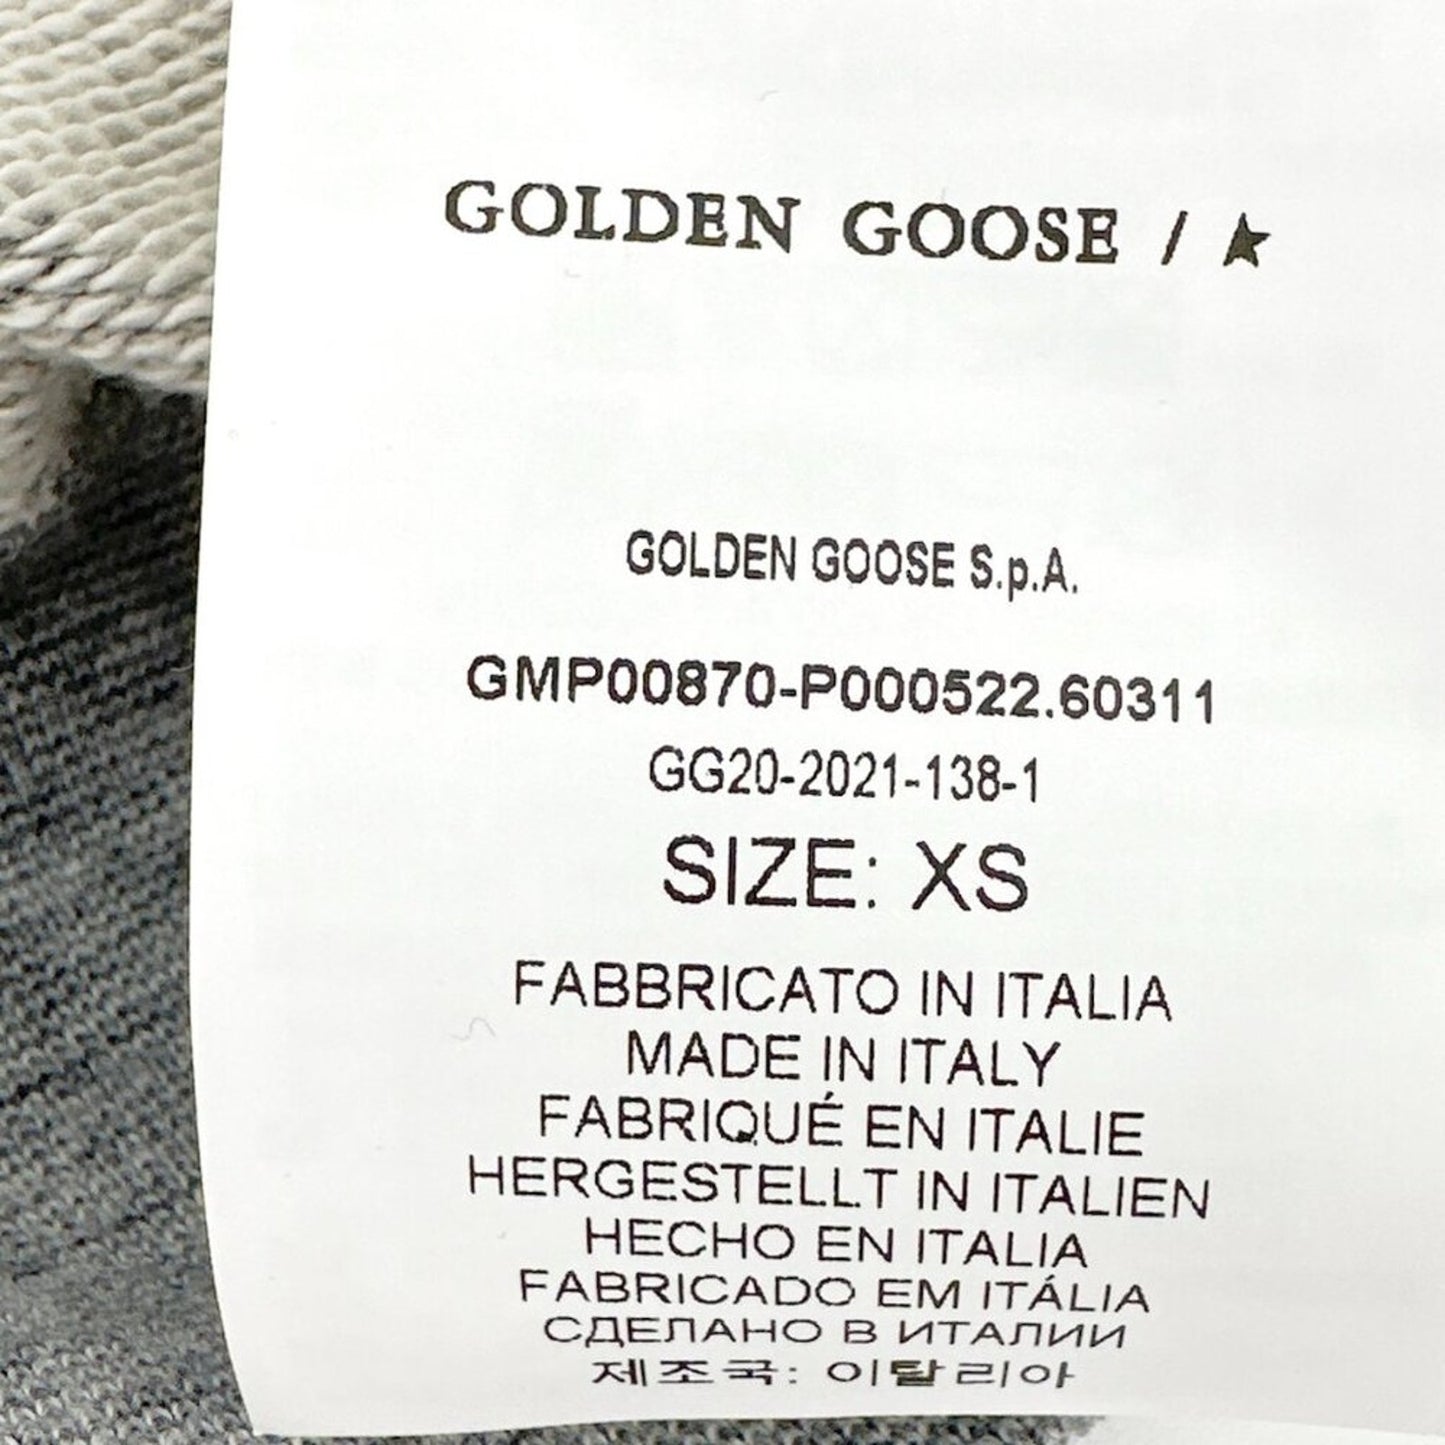 GOLDEN GOOSE / ★
GOLDEN GOOSE S.p.A.
GMP00870-P000522.60311
GG20-2021-138-1
SIZE: XS
FABBRICATO IN ITALIA
MADE IN ITALY
FABRIQUÉ EN ITALIE
HERGESTELLT IN ITALIEN
HECHO EN ITALIA
FABRICADO EM ITÁLIA
СДЕЛАНО В ИТАЛИИ
제조국: 이탈리아